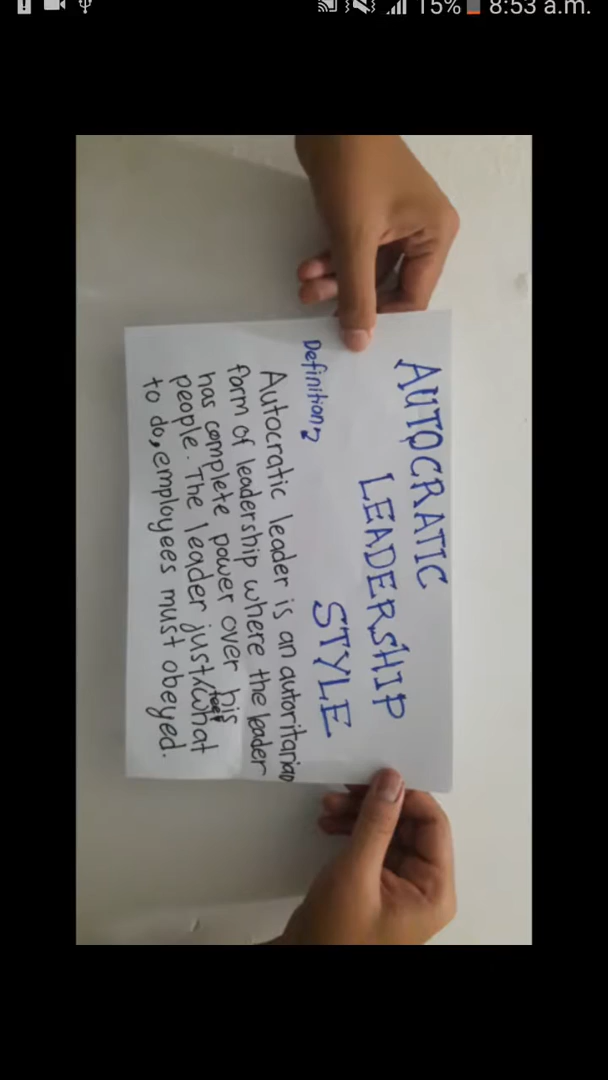 15% 8:53 a.m.
AUTOCRATIC
LEADERSHIP
STYLE
Definition
Autocratic leader is an autoritarian
form of leadership where the leader
has complete power over his
people. The leader just what
to do, employees must obeyed.